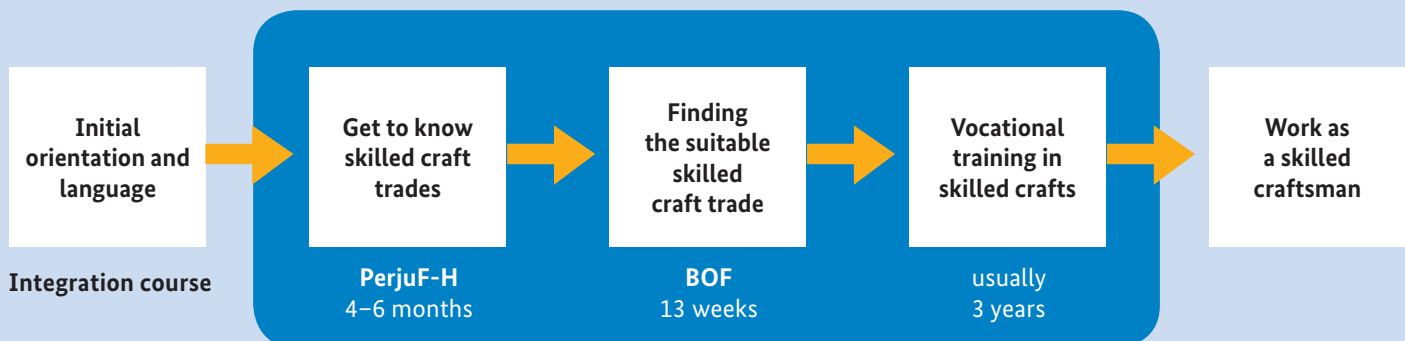 Initial
orientation and
language
Integration course
Get to know
skilled craft
trades
PerjuF-H
4–6 months
Finding
the suitable
skilled
craft trade
BOF
13 weeks
Vocational
training in
skilled crafts
usually
3 years
Work as
a skilled
craftsman